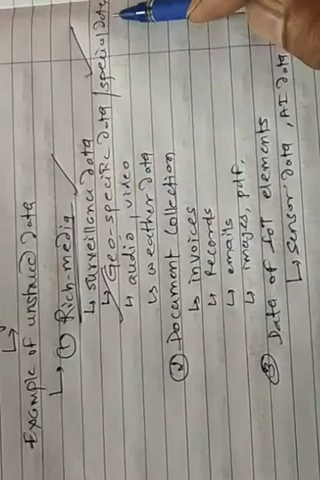 Example of unstrured data
↳ ① Rich-media
↳ surveillance data
↳ Geo-specific data / special data
↳ audio, video
↳ weather data
② Document collection
↳ invoices
↳ Records
↳ emails
↳ images, pdf.
③ Data of IoT elements
↳ sensor data, AI data